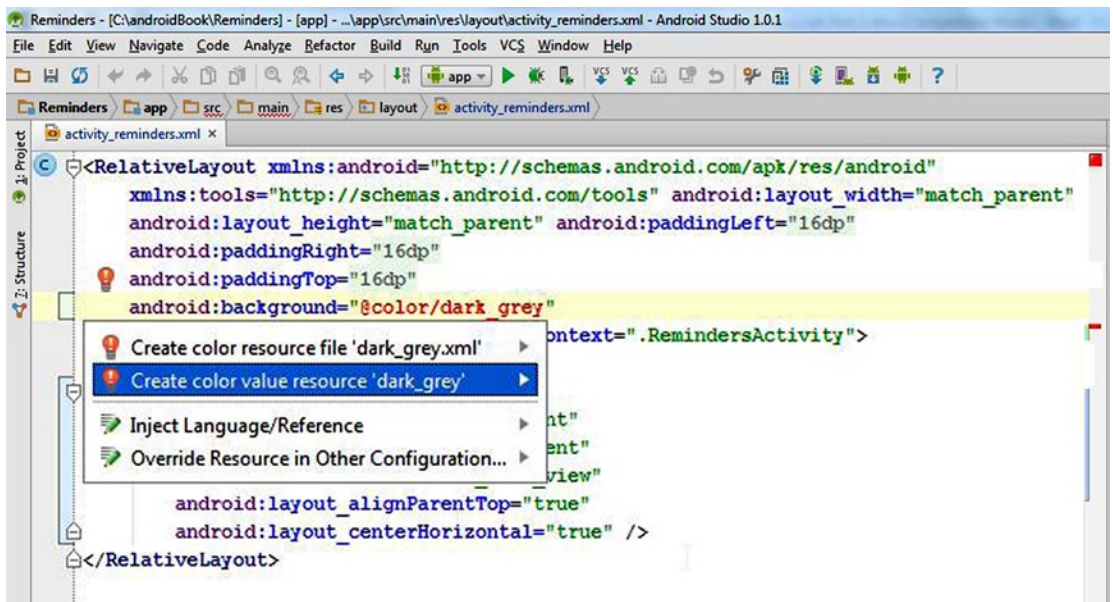 Reminders - [C:\androidBook\Reminders] - [app] - ...\app\src\main\res\layout\activity_reminders.xml - Android Studio 1.0.1
File Edit View Navigate Code Analyze Refactor Build Run Tools VCS Window Help
app
VCS VCS ?
Reminders app src main res layout activity_reminders.xml
activity_reminders.xml ×
1: Project
7: Structure
C <RelativeLayout xmlns:android="http://schemas.android.com/apk/res/android"
xmlns:tools="http://schemas.android.com/tools" android:layout_width="match_parent"
android:layout_height="match_parent" android:paddingLeft="16dp"
android:paddingRight="16dp"
android:paddingTop="16dp"
android:background="@color/dark_grey"
ontext=".RemindersActivity">
Create color resource file 'dark_grey.xml'
Create color value resource 'dark_grey'
Inject Language/Reference
nt"
Override Resource in Other Configuration...
ent"
view"
android:layout_alignParentTop="true"
android:layout_centerHorizontal="true" />
</RelativeLayout>